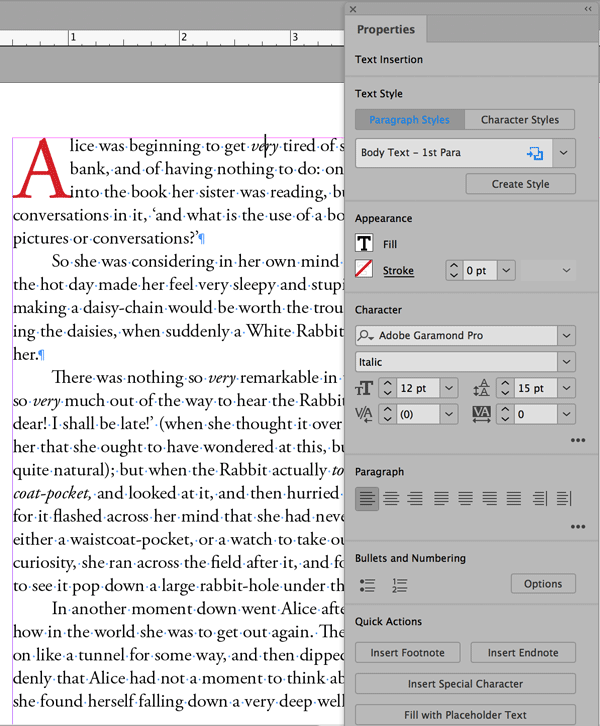 1 2 3
Alice was beginning to get very tired of s
bank, and of having nothing to do: on
into the book her sister was reading, bu
conversations in it, ‘and what is the use of a bo
pictures or conversations?’¶
So she was considering in her own mind
the hot day made her feel very sleepy and stupi
making a daisy-chain would be worth the trou
ing the daisies, when suddenly a White Rabbit
her.¶
There was nothing so very remarkable in
so very much out of the way to hear the Rabbit
dear! I shall be late!’ (when she thought it over
her that she ought to have wondered at this, bu
quite natural); but when the Rabbit actually to
coat-pocket, and looked at it, and then hurried
for it flashed across her mind that she had neve
either a waistcoat-pocket, or a watch to take ou
curiosity, she ran across the field after it, and fo
to see it pop down a large rabbit-hole under th
In another moment down went Alice afte
how in the world she was to get out again. The
on like a tunnel for some way, and then dipped
denly that Alice had not a moment to think ab
she found herself falling down a very deep well
Properties
Text Insertion
Text Style
Paragraph Styles Character Styles
Body Text – 1st Para
Create Style
Appearance
Fill
Stroke 0 pt
Character
Adobe Garamond Pro
Italic
12 pt 15 pt
(0) 0
Paragraph
Bullets and Numbering
Options
Quick Actions
Insert Footnote Insert Endnote
Insert Special Character
Fill with Placeholder Text